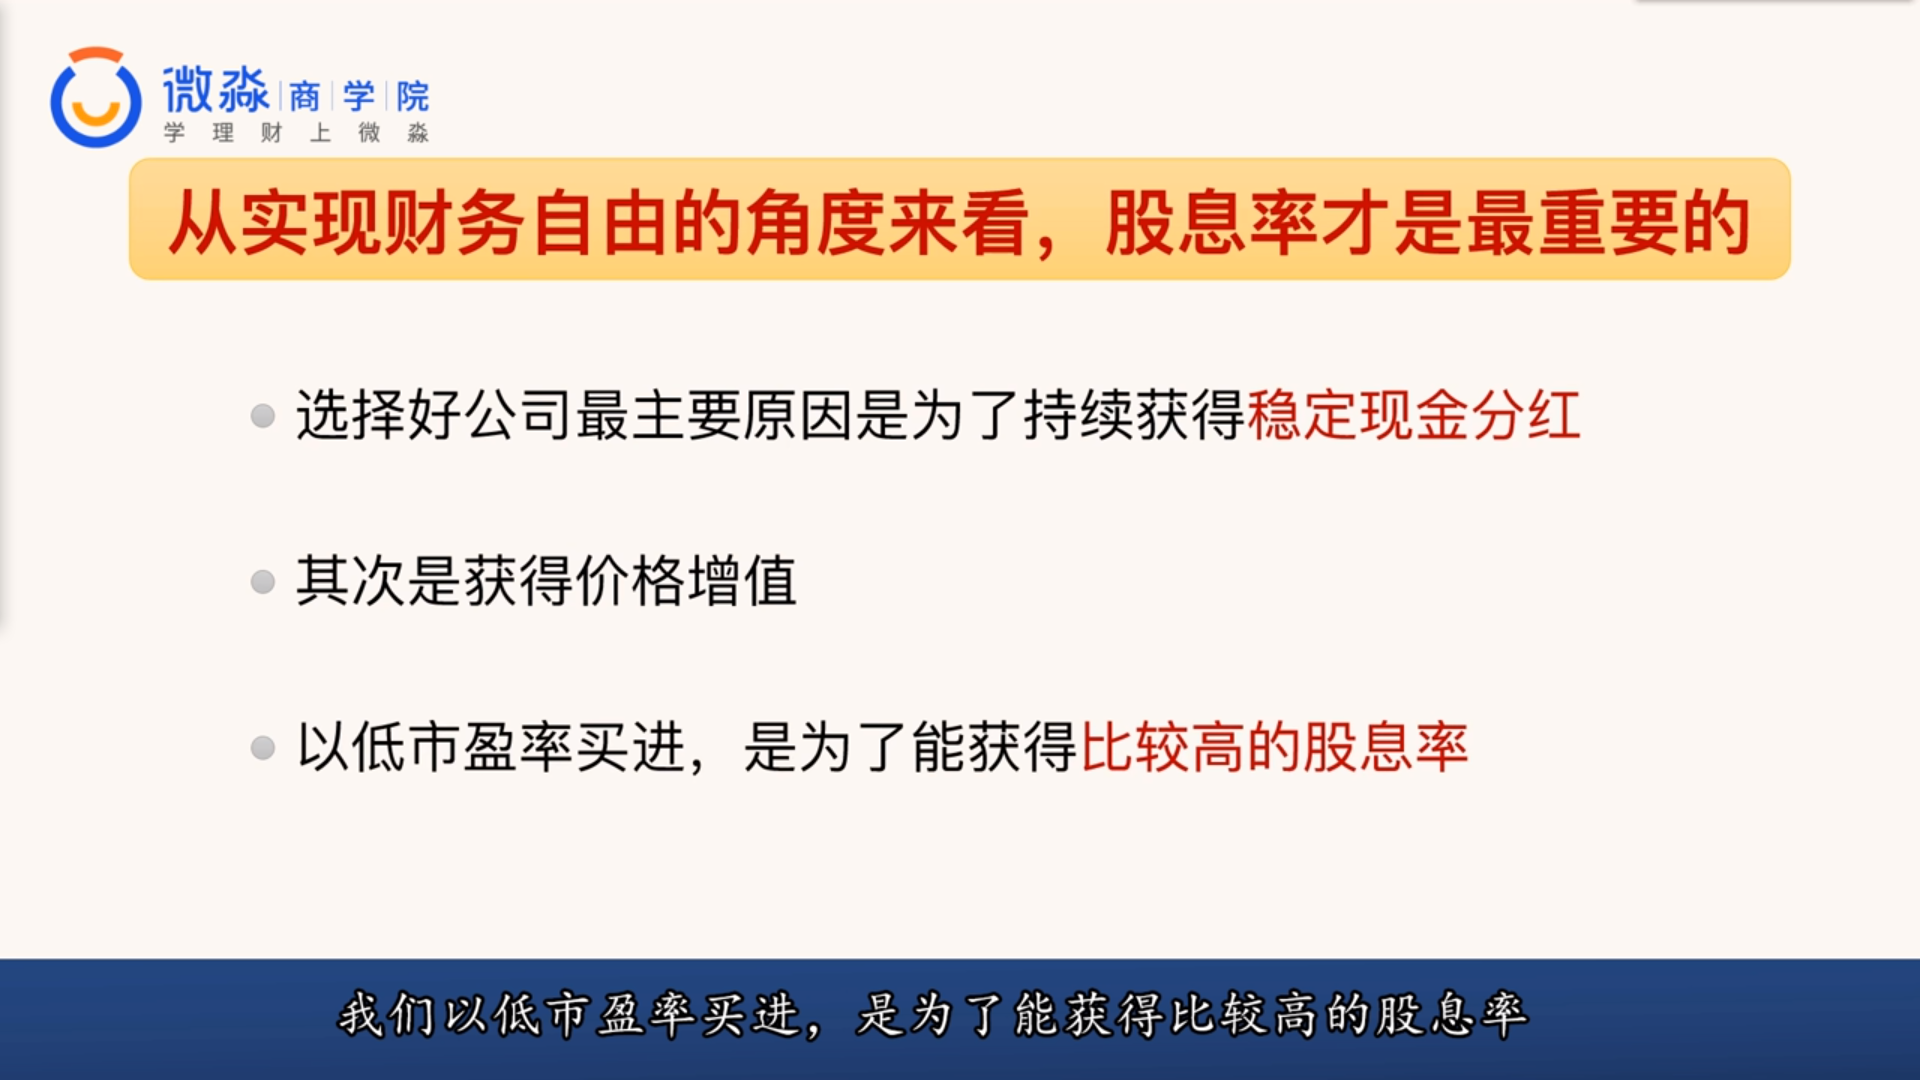 微淼商学院
学理财上微淼
从实现财务自由的角度来看，股息率才是最重要的
选择好公司最主要原因是为了持续获得稳定现金分红
其次是获得价格增值
以低市盈率买进，是为了能获得比较高的股息率
我们以低市盈率买进，是为了能获得比较高的股息率